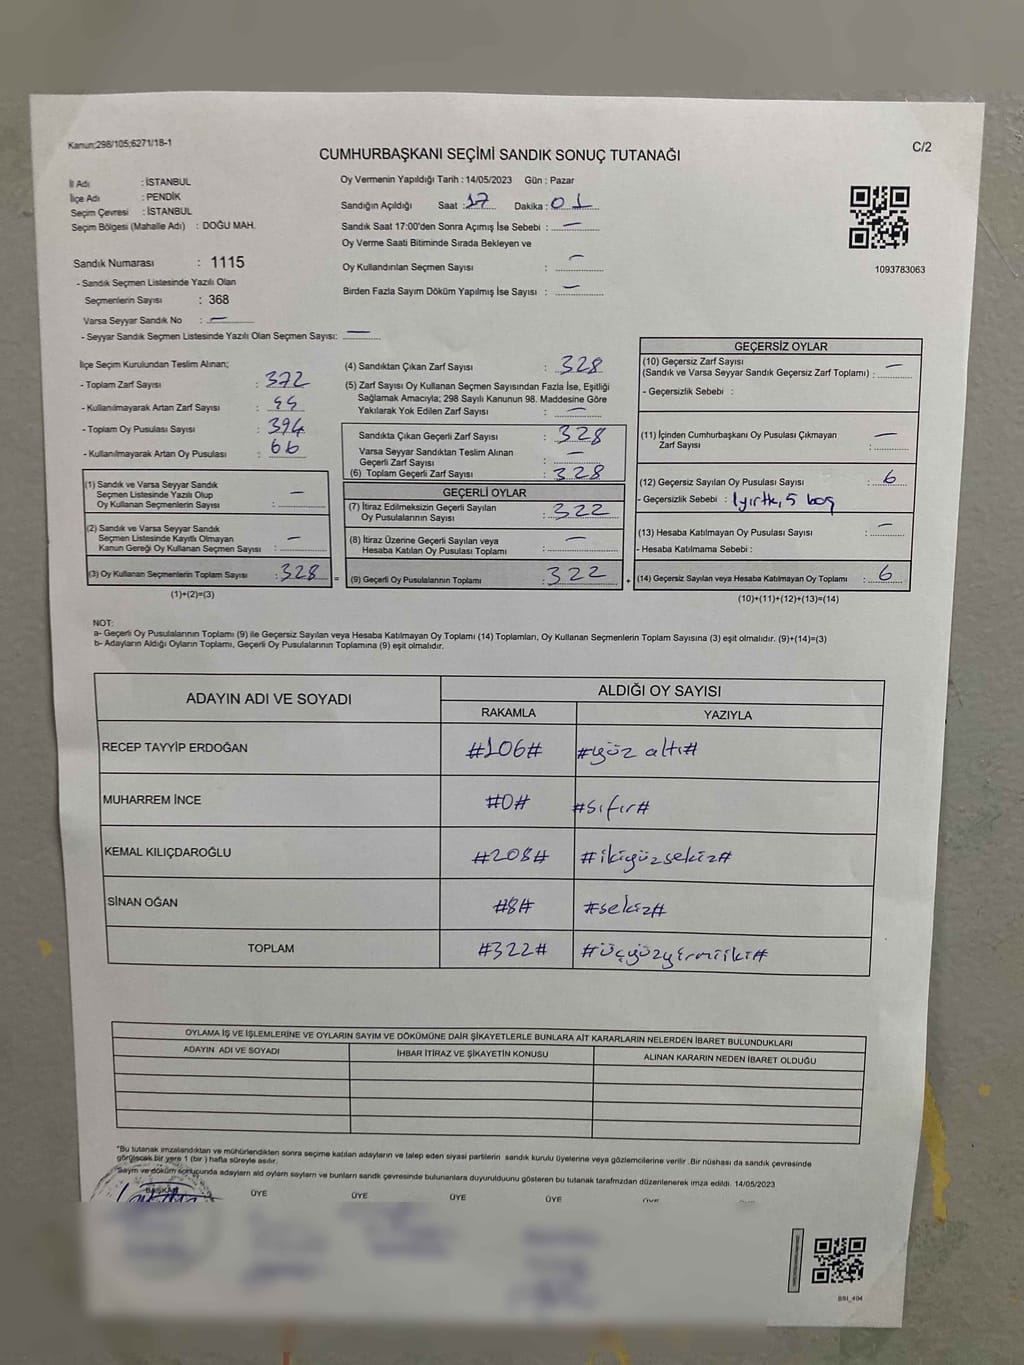 Kanun;298/105;6271/18-1
C/2
CUMHURBAŞKANI SEÇİMİ SANDIK SONUÇ TUTANAĞI
İl Adı : İSTANBUL
İlçe Adı : PENDİK
Seçim Çevresi : İSTANBUL
Seçim Bölgesi (Mahalle Adı) : DOĞU MAH.
Sandık Numarası : 1115
- Sandık Seçmen Listesinde Yazılı Olan
Seçmenlerin Sayısı : 368
Varsa Seyyar Sandık No : —
- Seyyar Sandık Seçmen Listesinde Yazılı Olan Seçmen Sayısı: —
Oy Vermenin Yapıldığı Tarih : 14/05/2023 Gün : Pazar
Sandığın Açıldığı Saat : 17 Dakika : 01
Sandık Saat 17:00'den Sonra Açımış İse Sebebi : —
Oy Verme Saati Bitiminde Sırada Bekleyen ve
Oy Kullandırılan Seçmen Sayısı : —
Birden Fazla Sayım Döküm Yapılmış İse Sayısı : —
1093783063
İlçe Seçim Kurulundan Teslim Alınan;
- Toplam Zarf Sayısı : 372
- Kullanılmayarak Artan Zarf Sayısı :
- Toplam Oy Pusulası Sayısı : 394
- Kullanılmayarak Artan Oy Pusulası : 66
(1) Sandık ve Varsa Seyyar Sandık
Seçmen Listesinde Yazılı Olup
Oy Kullanan Seçmenlerin Sayısı : —
(2) Sandık ve Varsa Seyyar Sandık
Seçmen Listesinde Kayıtlı Olmayan
Kanun Gereği Oy Kullanan Seçmen Sayısı : —
(3) Oy Kullanan Seçmenlerin Toplam Sayısı : 328 =
(1)+(2)=(3)
(4) Sandıktan Çıkan Zarf Sayısı : 328
(5) Zarf Sayısı Oy Kullanan Seçmen Sayısından Fazla İse, Eşitliği
Sağlamak Amacıyla; 298 Sayılı Kanunun 98. Maddesine Göre
Yakılarak Yok Edilen Zarf Sayısı : —
Sandıkta Çıkan Geçerli Zarf Sayısı : 328
Varsa Seyyar Sandıktan Teslim Alınan
Geçerli Zarf Sayısı : —
(6) Toplam Geçerli Zarf Sayısı : 328
GEÇERLİ OYLAR
(7) İtiraz Edilmeksizin Geçerli Sayılan
Oy Pusulalarının Sayısı : 322
(8) İtiraz Üzerine Geçerli Sayılan veya
Hesaba Katılan Oy Pusulası Toplamı : —
(9) Geçerli Oy Pusulalarının Toplamı : 322 +
GEÇERSİZ OYLAR
(10) Geçersiz Zarf Sayısı
(Sandık ve Varsa Seyyar Sandık Geçersiz Zarf Toplamı) : —
- Geçersizlik Sebebi :
(11) İçinden Cumhurbaşkanı Oy Pusulası Çıkmayan
Zarf Sayısı : —
(12) Geçersiz Sayılan Oy Pusulası Sayısı : 6
- Geçersizlik Sebebi : 1 yırtık, 5 boş
(13) Hesaba Katılmayan Oy Pusulası Sayısı : —
- Hesaba Katılmama Sebebi :
(14) Geçersiz Sayılan veya Hesaba Katılmayan Oy Toplamı : 6
(10)+(11)+(12)+(13)=(14)
NOT:
a- Geçerli Oy Pusulalarının Toplamı (9) ile Geçersiz Sayılan veya Hesaba Katılmayan Oy Toplamı (14) Toplamları, Oy Kullanan Seçmenlerin Toplam Sayısına (3) eşit olmalıdır. (9)+(14)=(3)
b- Adayların Aldığı Oyların Toplamı, Geçerli Oy Pusulalarının Toplamına (9) eşit olmalıdır.
ADAYIN ADI VE SOYADI
ALDIĞI OY SAYISI
RAKAMLA YAZIYLA
RECEP TAYYİP ERDOĞAN #106# #yüz altı#
MUHARREM İNCE #0# #sıfır#
KEMAL KILIÇDAROĞLU #208# #ikiyüzsekiz#
SİNAN OĞAN #8# #sekiz#
TOPLAM #322# #üçyüzyirmiiki#
OYLAMA İŞ VE İŞLEMLERİNE VE OYLARIN SAYIM VE DÖKÜMÜNE DAİR ŞİKAYETLERLE BUNLARA AİT KARARLARIN NELERDEN İBARET BULUNDUKLARI
ADAYIN ADI VE SOYADI İHBAR İTİRAZ VE ŞİKAYETİN KONUSU ALINAN KARARIN NEDEN İBARET OLDUĞU
*Bu tutanak imzalandıktan ve mühürlendikten sonra seçime katılan adayların ve talep eden siyasi partilerin sandık kurulu üyelerine veya gözlemcilerine verilir .Bir nüshası da sandık çevresinde
görülecek bir yere 1 (bir ) hafta süreyle asılır.
*Sayım ve döküm sonucunda adayların aldı oyların sayların ve bunların sandık çevresinde bulunanlara duyurulduunu gösteren bu tutanak tarafımzdan düzenlenerek imza edildi. 14/05/2023
BAŞKAN ÜYE ÜYE ÜYE ÜYE
BSI_404